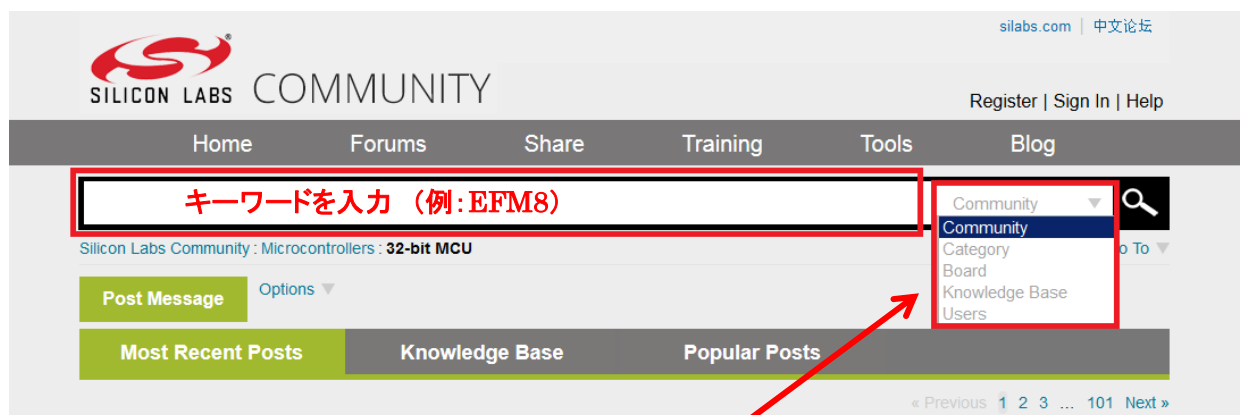 silabs.com | 中文论坛
SILICON LABS COMMUNITY
Register | Sign In | Help
Home Forums Share Training Tools Blog
キーワードを入力 （例：EFM8）
Community
Community
Category
Board
Knowledge Base
Users
Silicon Labs Community : Microcontrollers : 32-bit MCU
o To
Post Message
Options
Most Recent Posts Knowledge Base Popular Posts
« Previous 1 2 3 ... 101 Next »